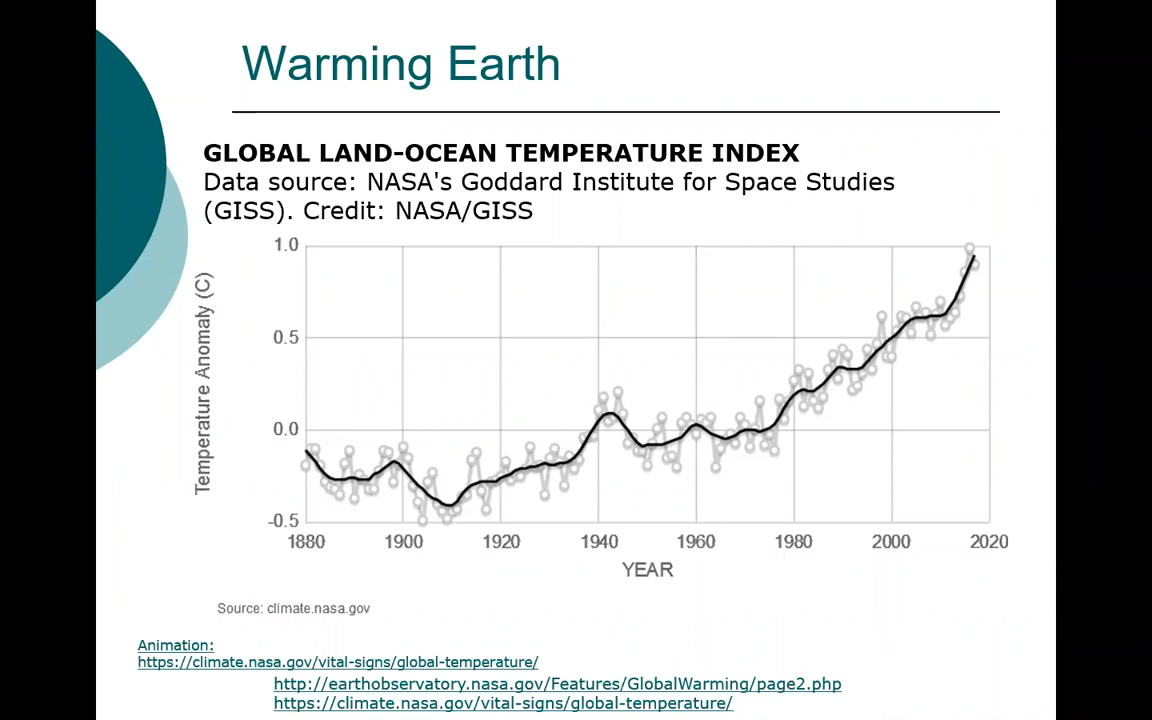 Warming Earth
GLOBAL LAND-OCEAN TEMPERATURE INDEX
Data source: NASA's Goddard Institute for Space Studies
(GISS). Credit: NASA/GISS
Temperature Anomaly (C)
1.0
0.5
0.0
-0.5
1880 1900 1920 1940 1960 1980 2000 2020
YEAR
Source: climate.nasa.gov
Animation:
https://climate.nasa.gov/vital-signs/global-temperature/
http://earthobservatory.nasa.gov/Features/GlobalWarming/page2.php
https://climate.nasa.gov/vital-signs/global-temperature/